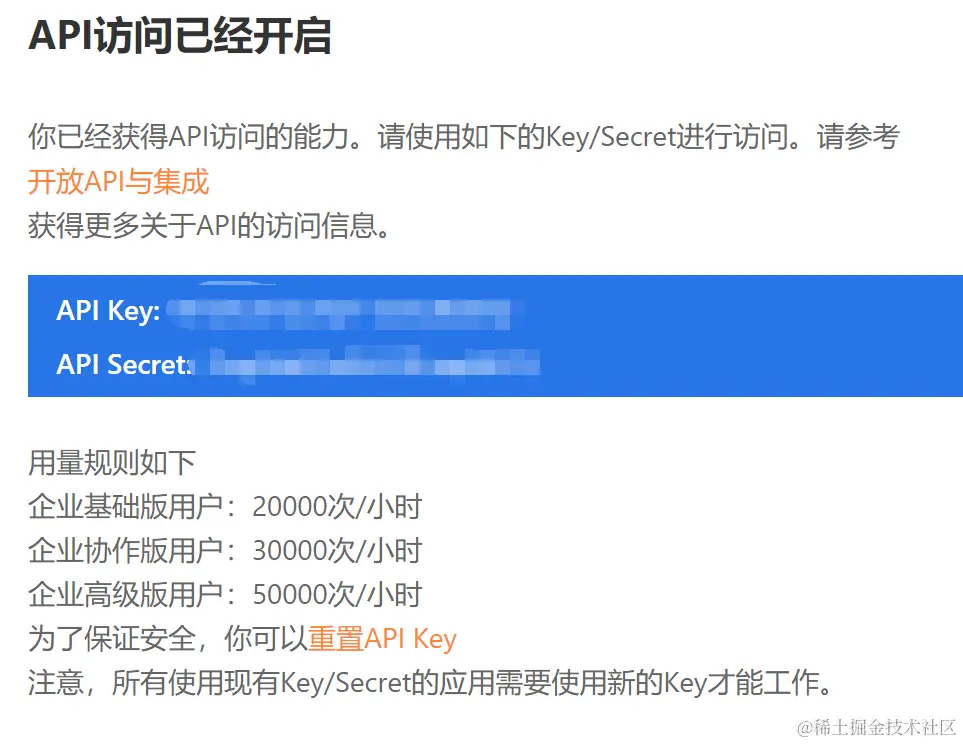 API访问已经开启
你已经获得API访问的能力。请使用如下的Key/Secret进行访问。请参考
开放API与集成
获得更多关于API的访问信息。
API Key:
API Secret:
用量规则如下
企业基础版用户：20000次/小时
企业协作版用户：30000次/小时
企业高级版用户：50000次/小时
为了保证安全，你可以重置API Key
注意，所有使用现有Key/Secret的应用需要使用新的Key才能工作。
@稀土掘金技术社区